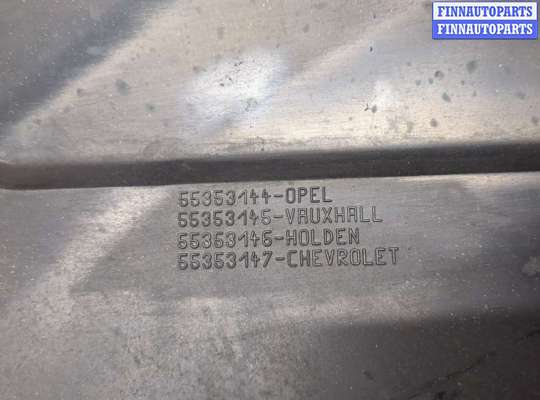 FINNAUTOPARTS
FINNAUTOPARTS
55353144-OPEL
55353145-VAUXHALL
55353146-HOLDEN
55353147-CHEVROLET